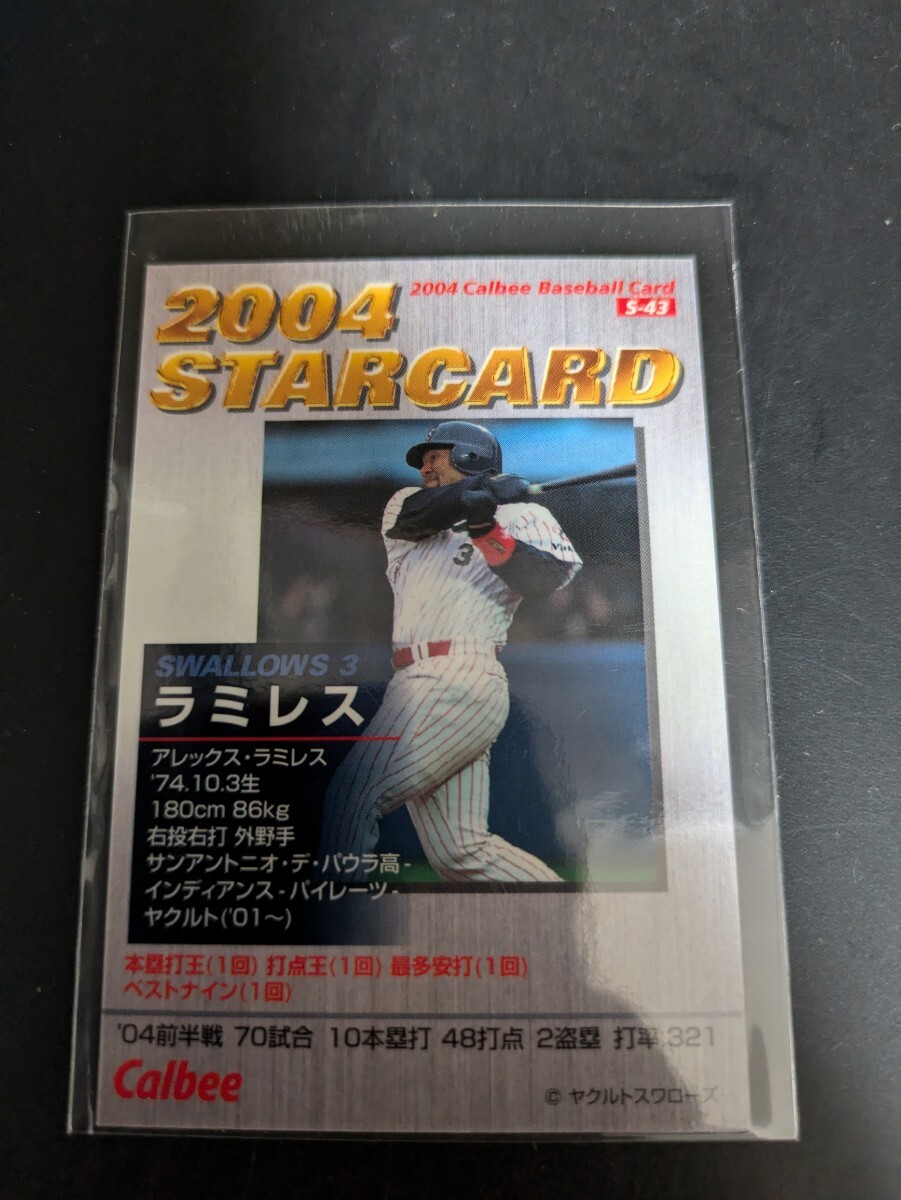 2004
2004 Calbee Baseball Card
S-43
STARCARD
3
SWALLOWS 3
ラミレス
アレックス・ラミレス
'74.10.3生
180cm 86kg
右投右打 外野手
サンアントニオ・デ・パウラ高-
インディアンス-パイレーツ-
ヤクルト('01～)
本塁打王(1回) 打点王(1回) 最多安打(1回)
ベストナイン(1回)
'04前半戦 70試合 10本塁打 48打点 2盗塁 打率.321
Calbee
© ヤクルトスワローズ